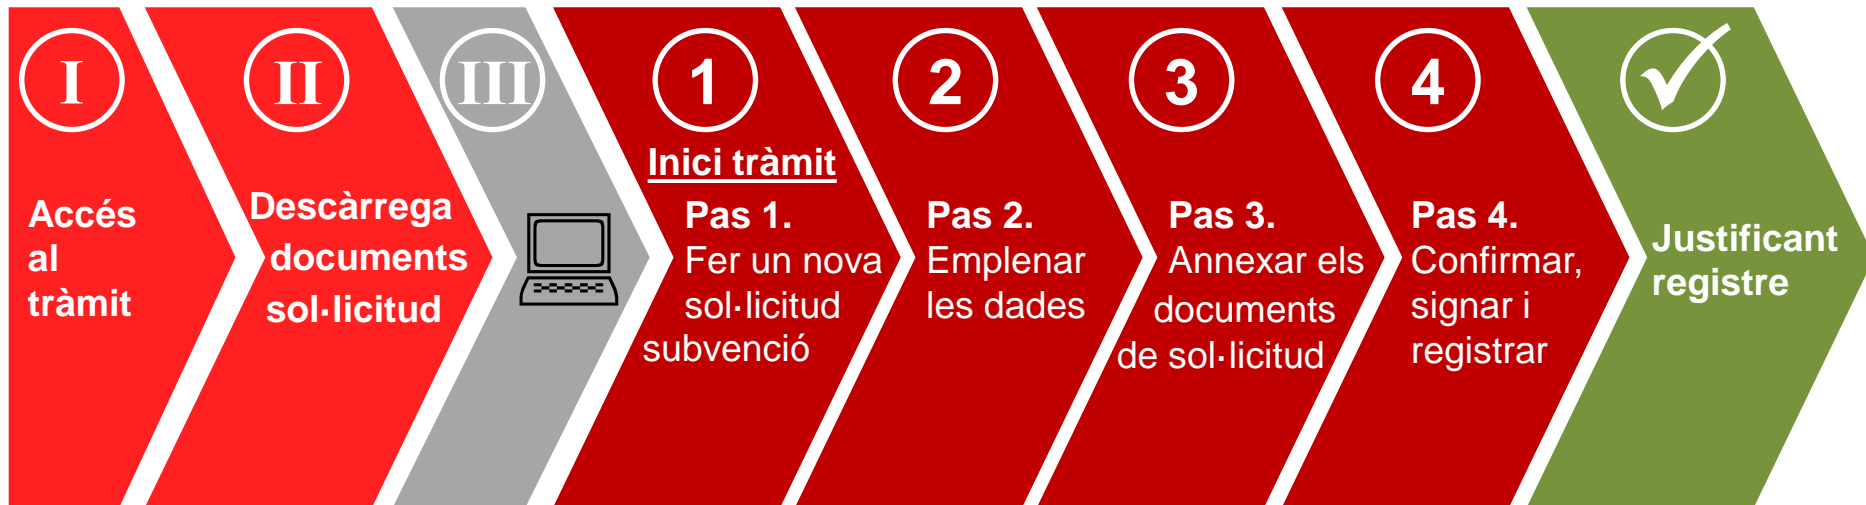 I
Accés
al
tràmit
II
Descàrrega
documents
sol·licitud
III
1
Inici tràmit
Pas 1.
Fer un nova
sol·licitud
subvenció
2
Pas 2.
Emplenar
les dades
3
Pas 3.
Annexar els
documents
de sol·licitud
4
Pas 4.
Confirmar,
signar i
registrar
Justificant
registre